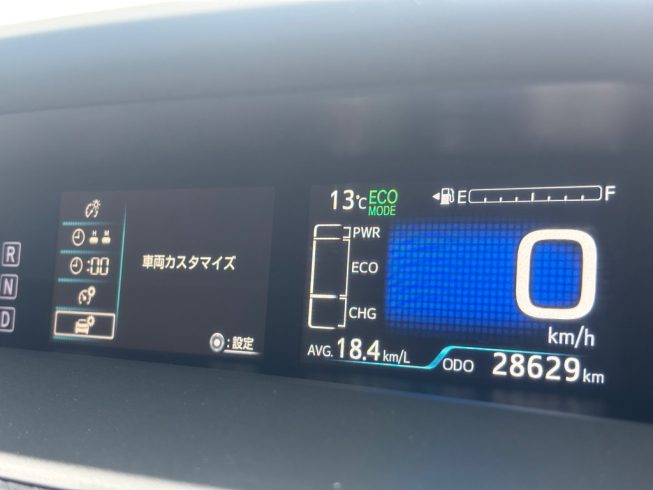 R
N
D
H M
:00
車両カスタマイズ
:設定
13℃
ECO
MODE
E F
PWR
ECO
CHG
0
km/h
AVG. 18.4 km/L
ODO 28629 km